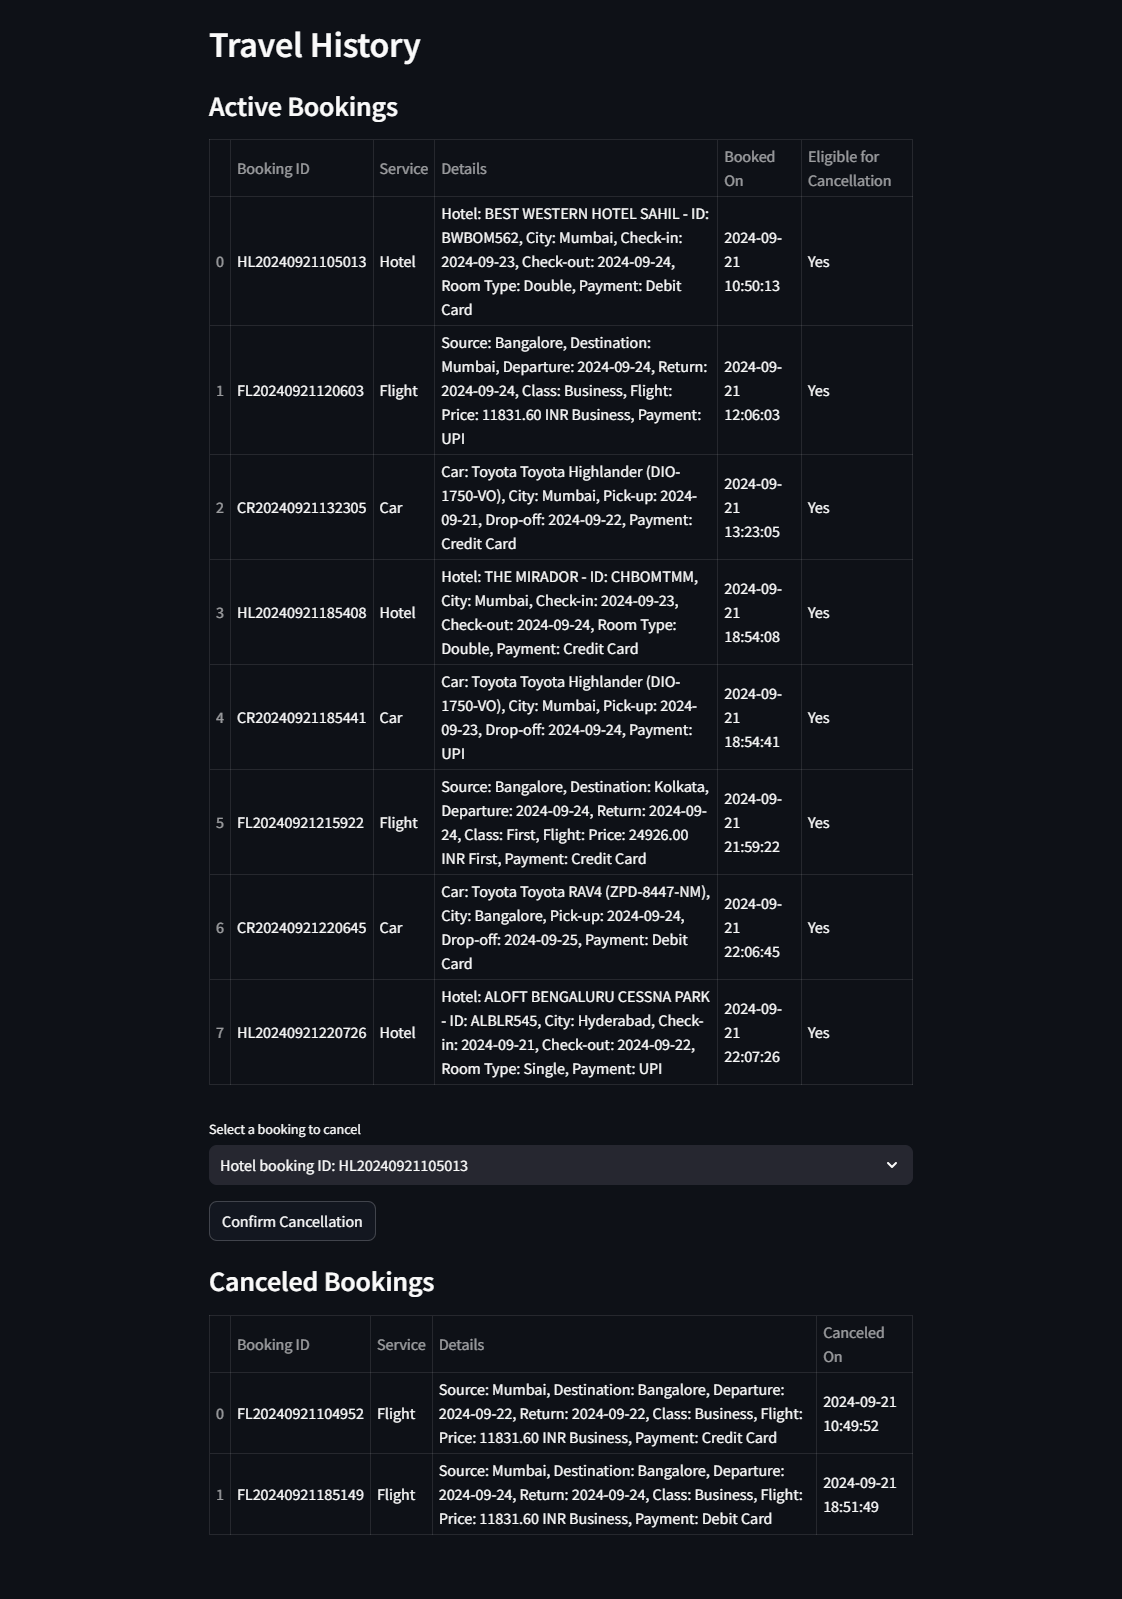 Travel History
Active Bookings
Booking ID
Service
Details
Booked
On
Eligible for
Cancellation
0
HL20240921105013
Hotel
Hotel: BEST WESTERN HOTEL SAHIL - ID:
BWBOM562, City: Mumbai, Check-in:
2024-09-23, Check-out: 2024-09-24,
Room Type: Double, Payment: Debit
Card
2024-09-
21
10:50:13
Yes
1
FL20240921120603
Flight
Source: Bangalore, Destination:
Mumbai, Departure: 2024-09-24, Return:
2024-09-24, Class: Business, Flight:
Price: 11831.60 INR Business, Payment:
UPI
2024-09-
21
12:06:03
Yes
2
CR20240921132305
Car
Car: Toyota Toyota Highlander (DIO-
1750-VO), City: Mumbai, Pick-up: 2024-
09-21, Drop-off: 2024-09-22, Payment:
Credit Card
2024-09-
21
13:23:05
Yes
3
HL20240921185408
Hotel
Hotel: THE MIRADOR - ID: CHBOMTMM,
City: Mumbai, Check-in: 2024-09-23,
Check-out: 2024-09-24, Room Type:
Double, Payment: Credit Card
2024-09-
21
18:54:08
Yes
4
CR20240921185441
Car
Car: Toyota Toyota Highlander (DIO-
1750-VO), City: Mumbai, Pick-up: 2024-
09-23, Drop-off: 2024-09-24, Payment:
UPI
2024-09-
21
18:54:41
Yes
5
FL20240921215922
Flight
Source: Bangalore, Destination: Kolkata,
Departure: 2024-09-24, Return: 2024-09-
24, Class: First, Flight: Price: 24926.00
INR First, Payment: Credit Card
2024-09-
21
21:59:22
Yes
6
CR20240921220645
Car
Car: Toyota Toyota RAV4 (ZPD-8447-NM),
City: Bangalore, Pick-up: 2024-09-24,
Drop-off: 2024-09-25, Payment: Debit
Card
2024-09-
21
22:06:45
Yes
7
HL20240921220726
Hotel
Hotel: ALOFT BENGALURU CESSNA PARK
- ID: ALBLR545, City: Hyderabad, Check-
in: 2024-09-21, Check-out: 2024-09-22,
Room Type: Single, Payment: UPI
2024-09-
21
22:07:26
Yes
Select a booking to cancel
Hotel booking ID: HL20240921105013
Confirm Cancellation
Canceled Bookings
Booking ID
Service
Details
Canceled
On
0
FL20240921104952
Flight
Source: Mumbai, Destination: Bangalore, Departure:
2024-09-22, Return: 2024-09-22, Class: Business, Flight:
Price: 11831.60 INR Business, Payment: Credit Card
2024-09-21
10:49:52
1
FL20240921185149
Flight
Source: Mumbai, Destination: Bangalore, Departure:
2024-09-24, Return: 2024-09-24, Class: Business, Flight:
Price: 11831.60 INR Business, Payment: Debit Card
2024-09-21
18:51:49